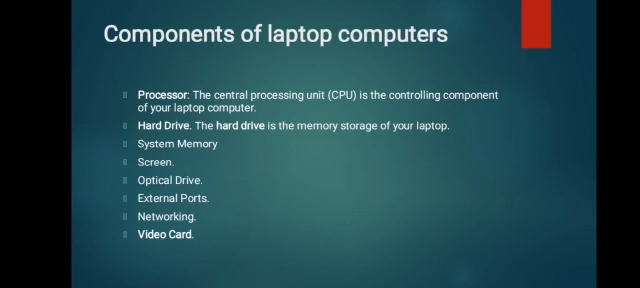 Components of laptop computers
Processor: The central processing unit (CPU) is the controlling component
of your laptop computer.
Hard Drive. The hard drive is the memory storage of your laptop.
System Memory
Screen.
Optical Drive.
External Ports.
Networking.
Video Card.